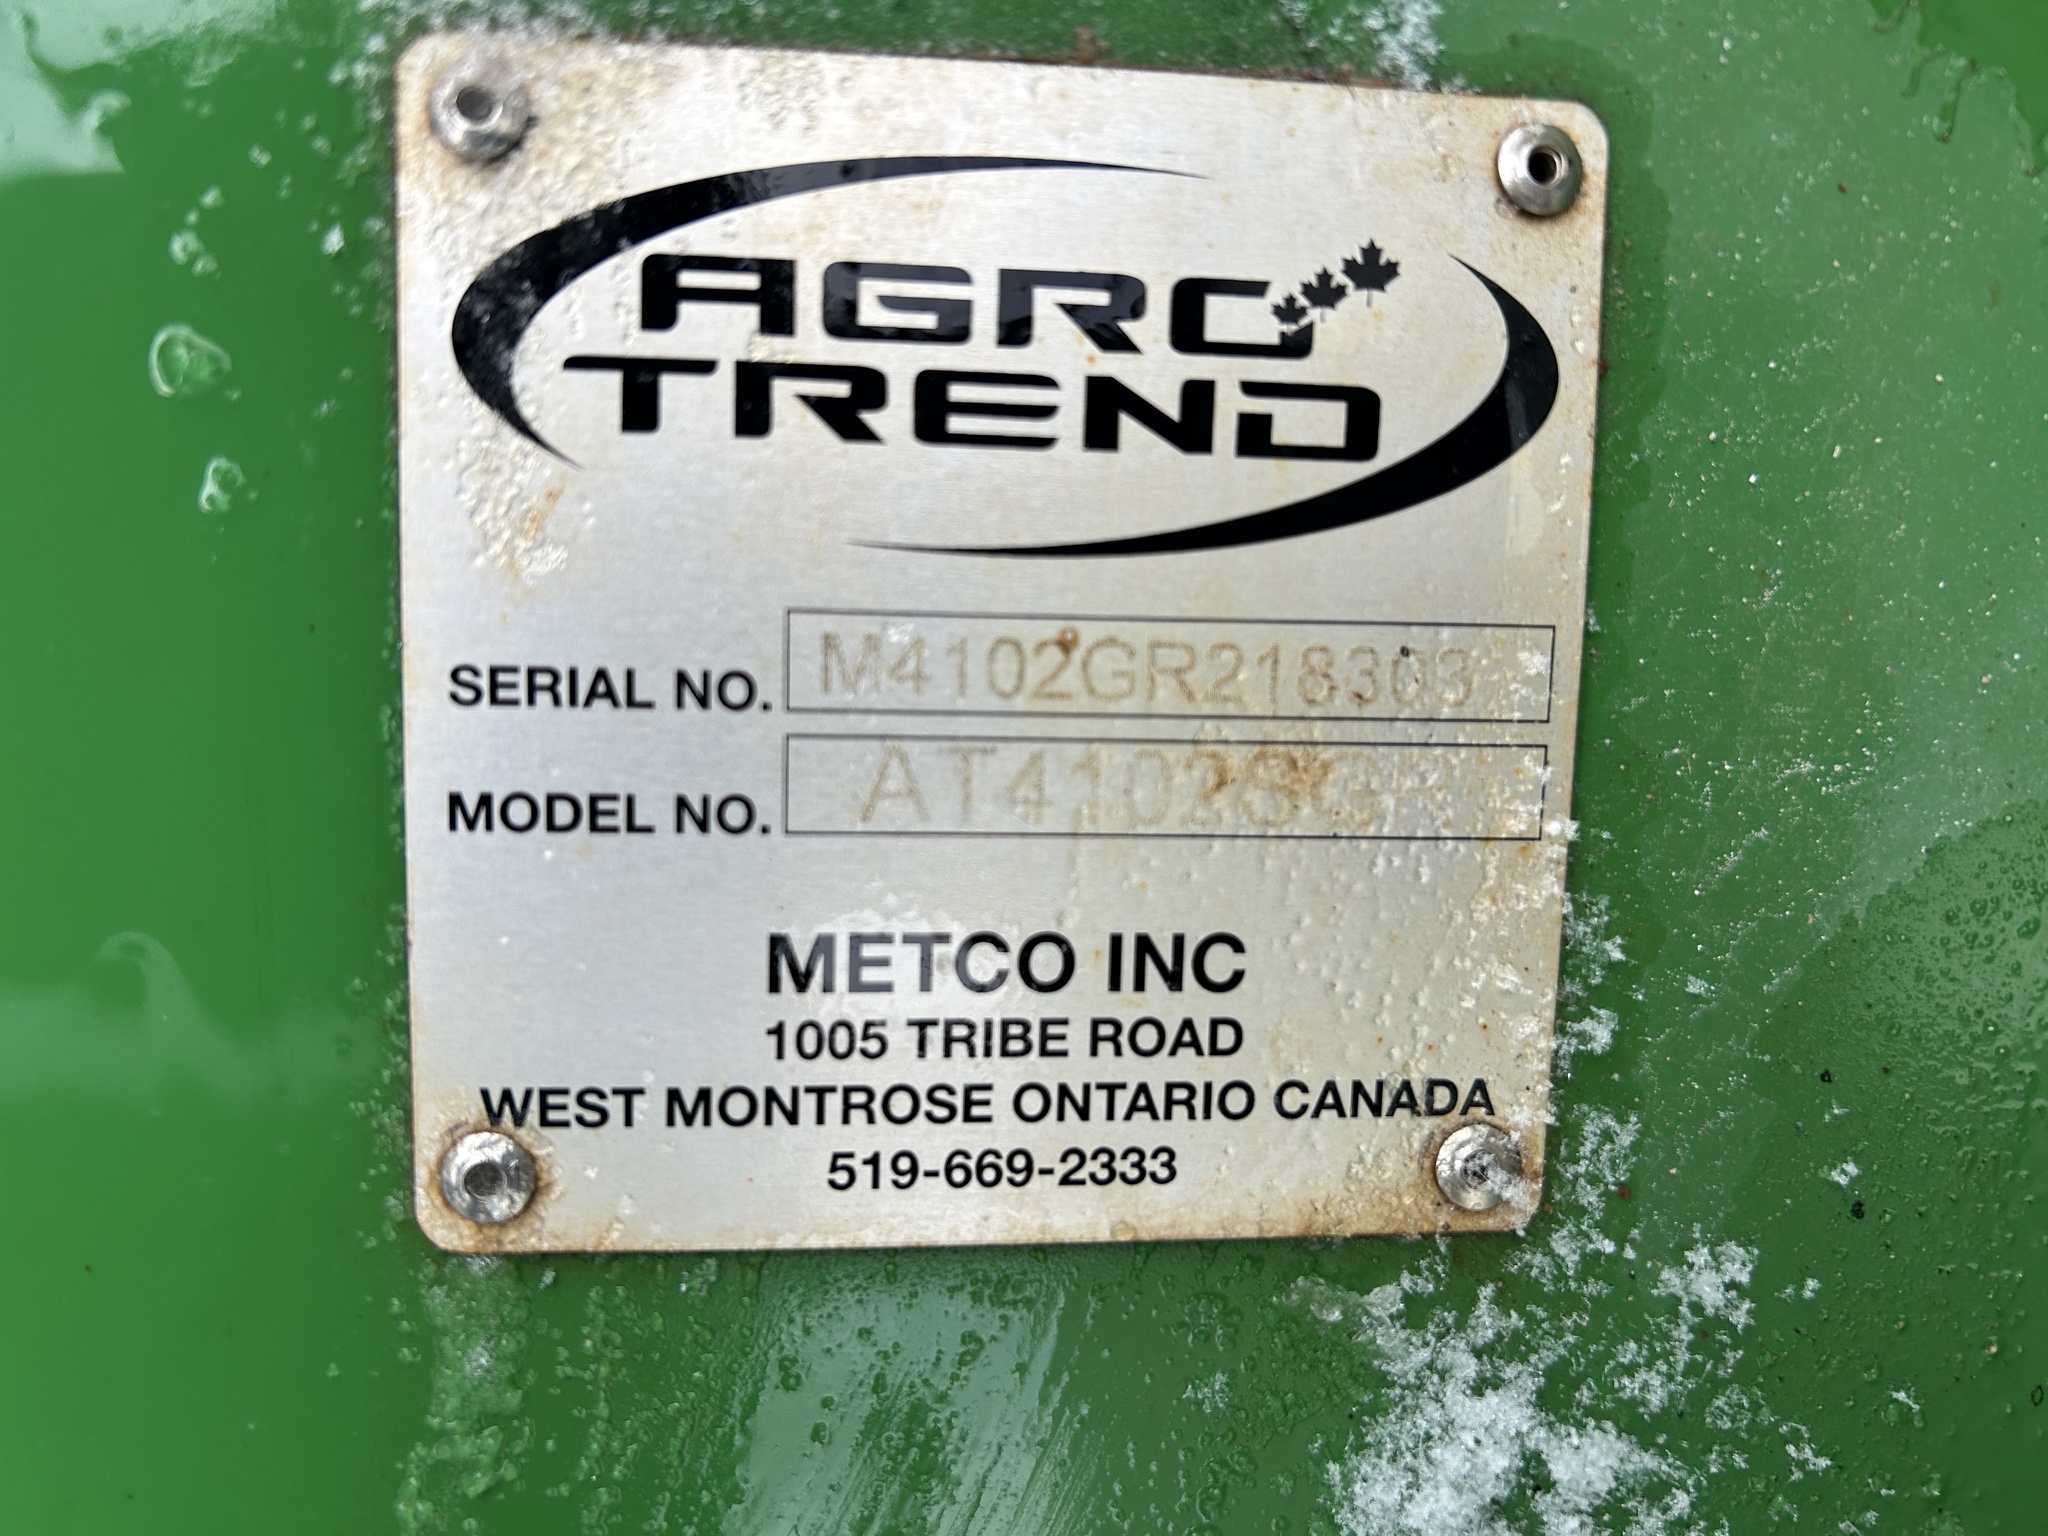 AGRO
TREND
SERIAL NO. M4102GR218303
MODEL NO. AT4102SGR
METCO INC
1005 TRIBE ROAD
WEST MONTROSE ONTARIO CANADA
519-669-2333